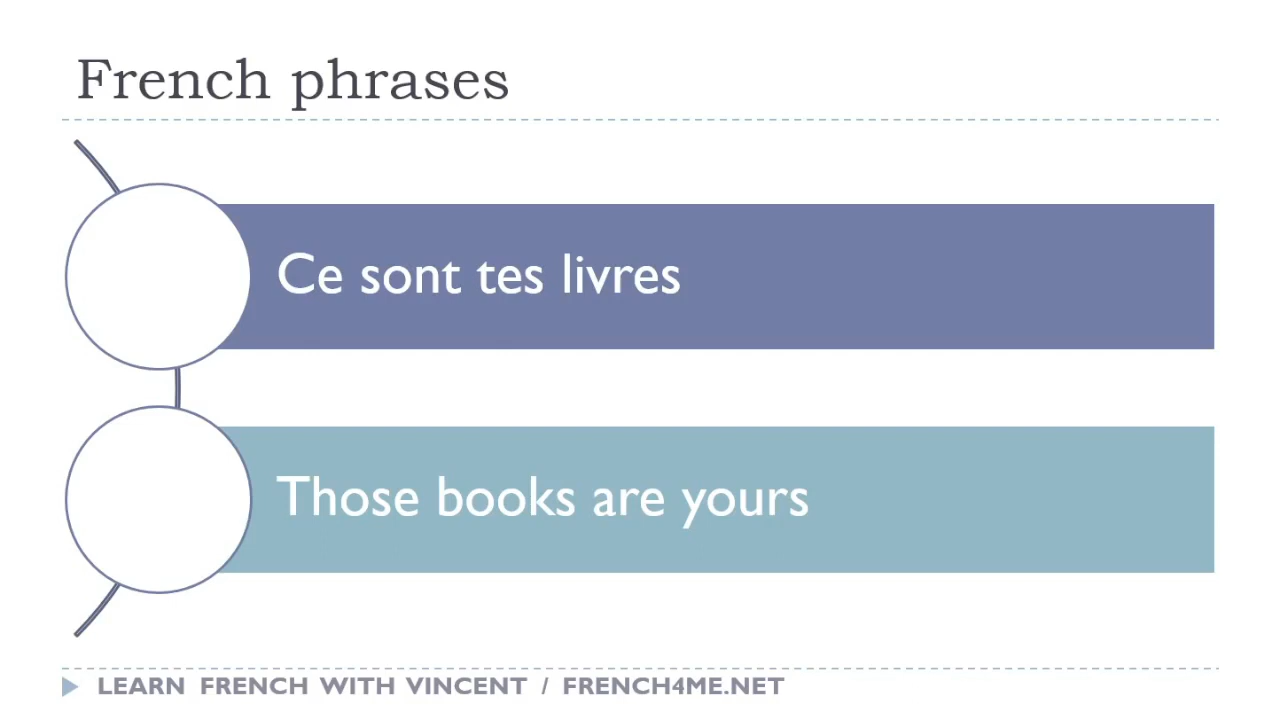 French phrases
Ce sont tes livres
Those books are yours
LEARN FRENCH WITH VINCENT / FRENCH4ME.NET